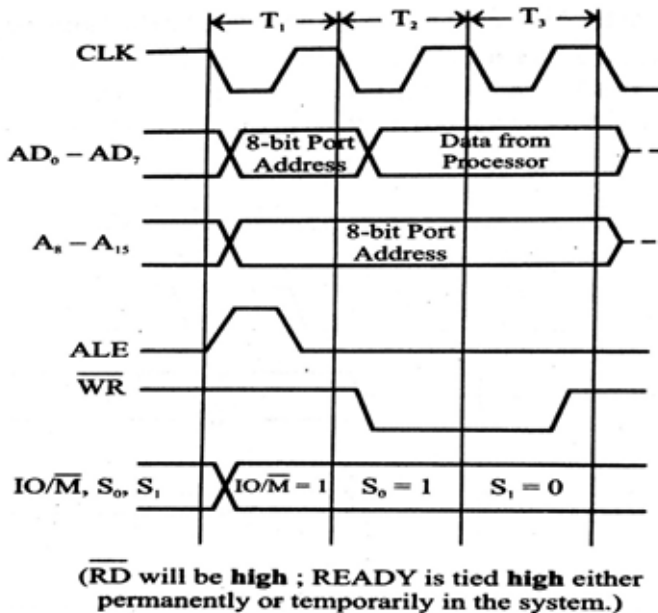 T₁ T₂ T₃
CLK
AD₀ – AD₇ 8-bit Port Address Data from Processor
A₈ – A₁₅ 8-bit Port Address
ALE
W̅R̅
IO/M̅, S₀, S₁ IO/M̅ = 1 S₀ = 1 S₁ = 0
(R̅D̅ will be high ; READY is tied high either
permanently or temporarily in the system.)